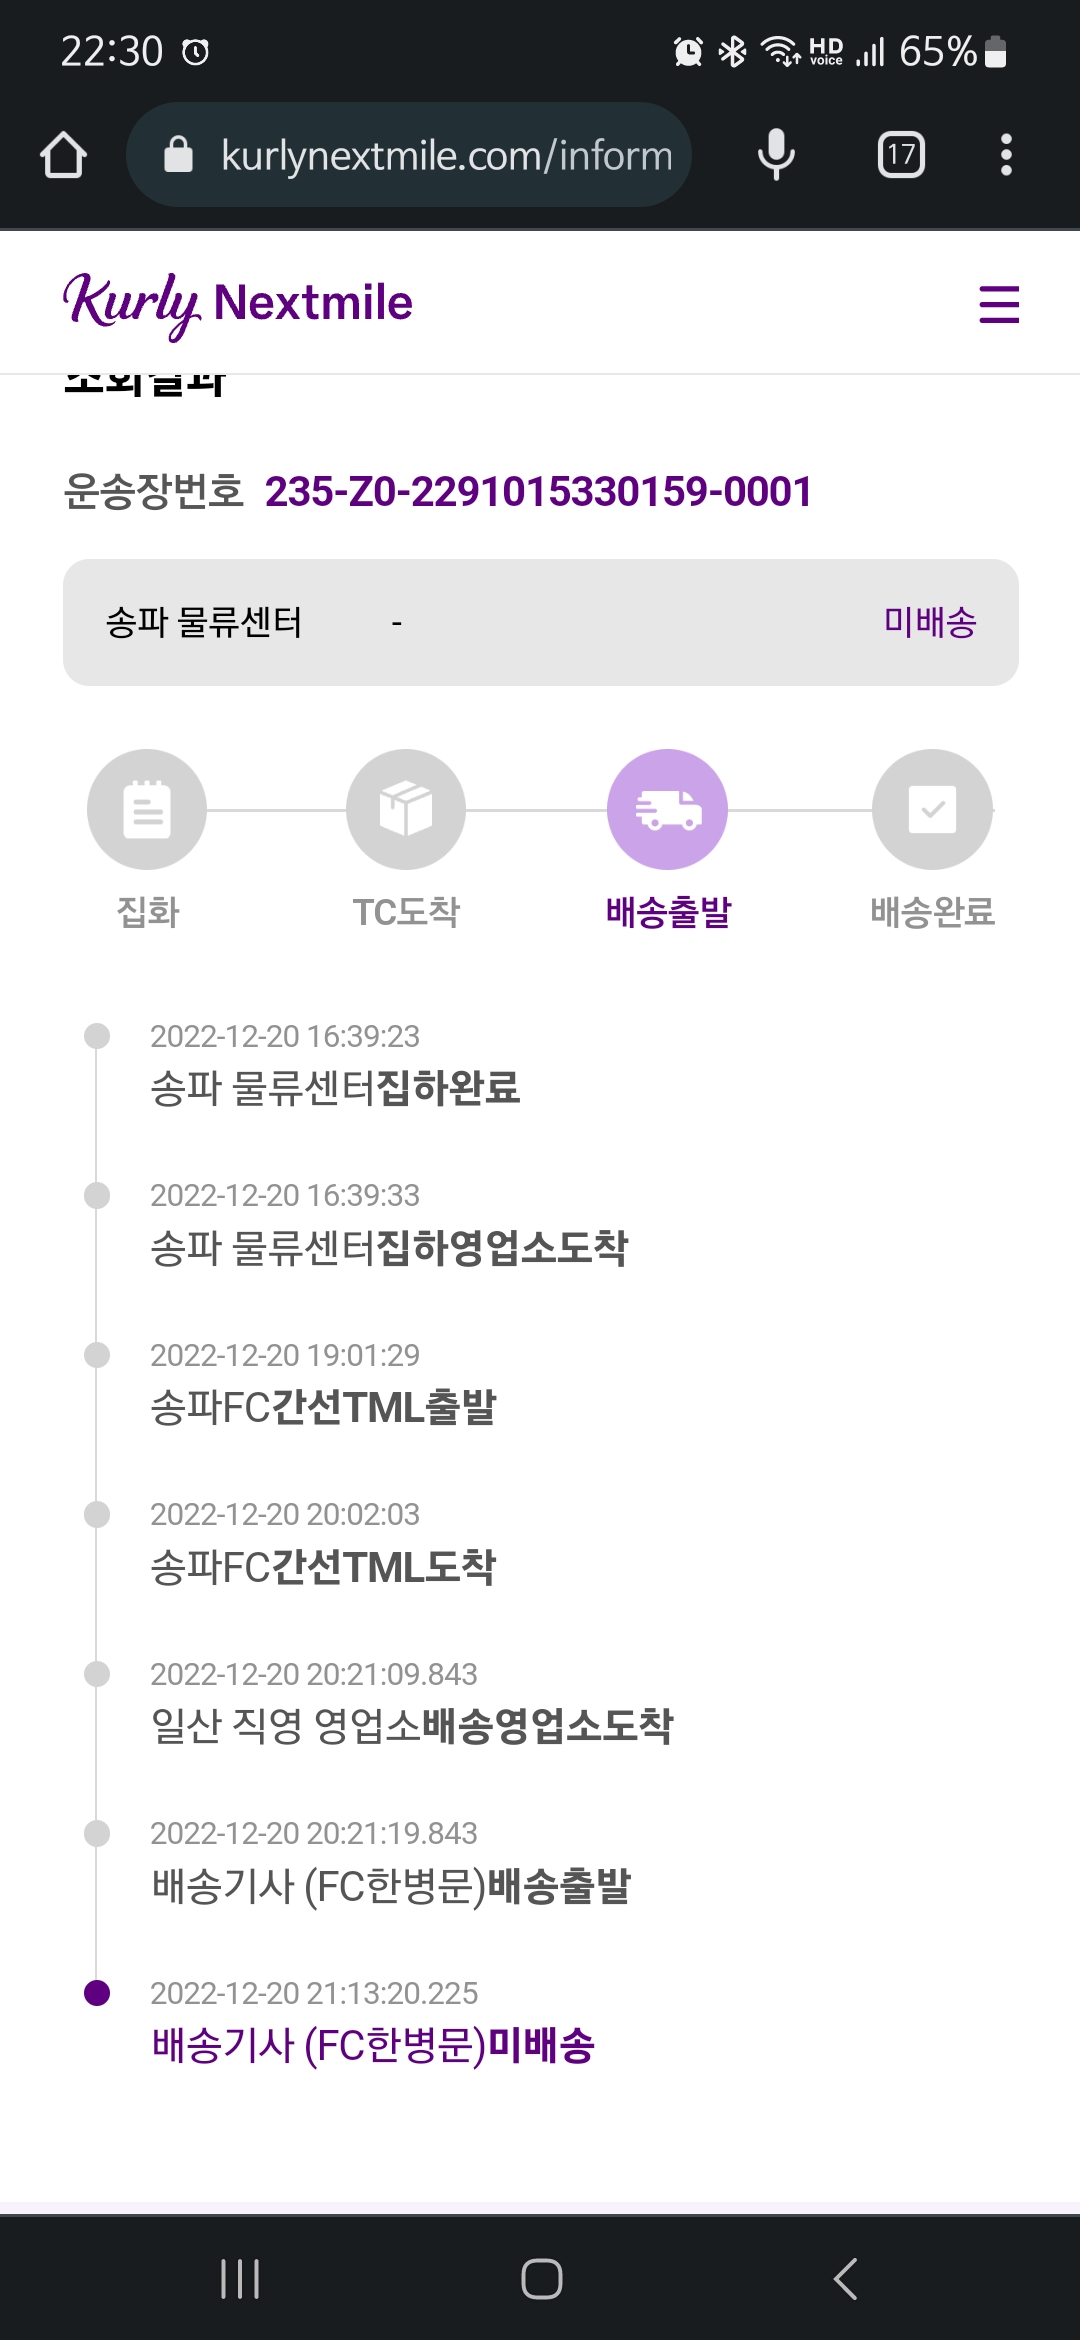 22:30
HD voice 65%
kurlynextmile.com/inform
17
Kurly Nextmile
조회결과
운송장번호 235-Z0-2291015330159-0001
송파 물류센터 - 미배송
집화 TC도착 배송출발 배송완료
2022-12-20 16:39:23
송파 물류센터집하완료
2022-12-20 16:39:33
송파 물류센터집하영업소도착
2022-12-20 19:01:29
송파FC간선TML출발
2022-12-20 20:02:03
송파FC간선TML도착
2022-12-20 20:21:09.843
일산 직영 영업소배송영업소도착
2022-12-20 20:21:19.843
배송기사 (FC한병문)배송출발
2022-12-20 21:13:20.225
배송기사 (FC한병문)미배송